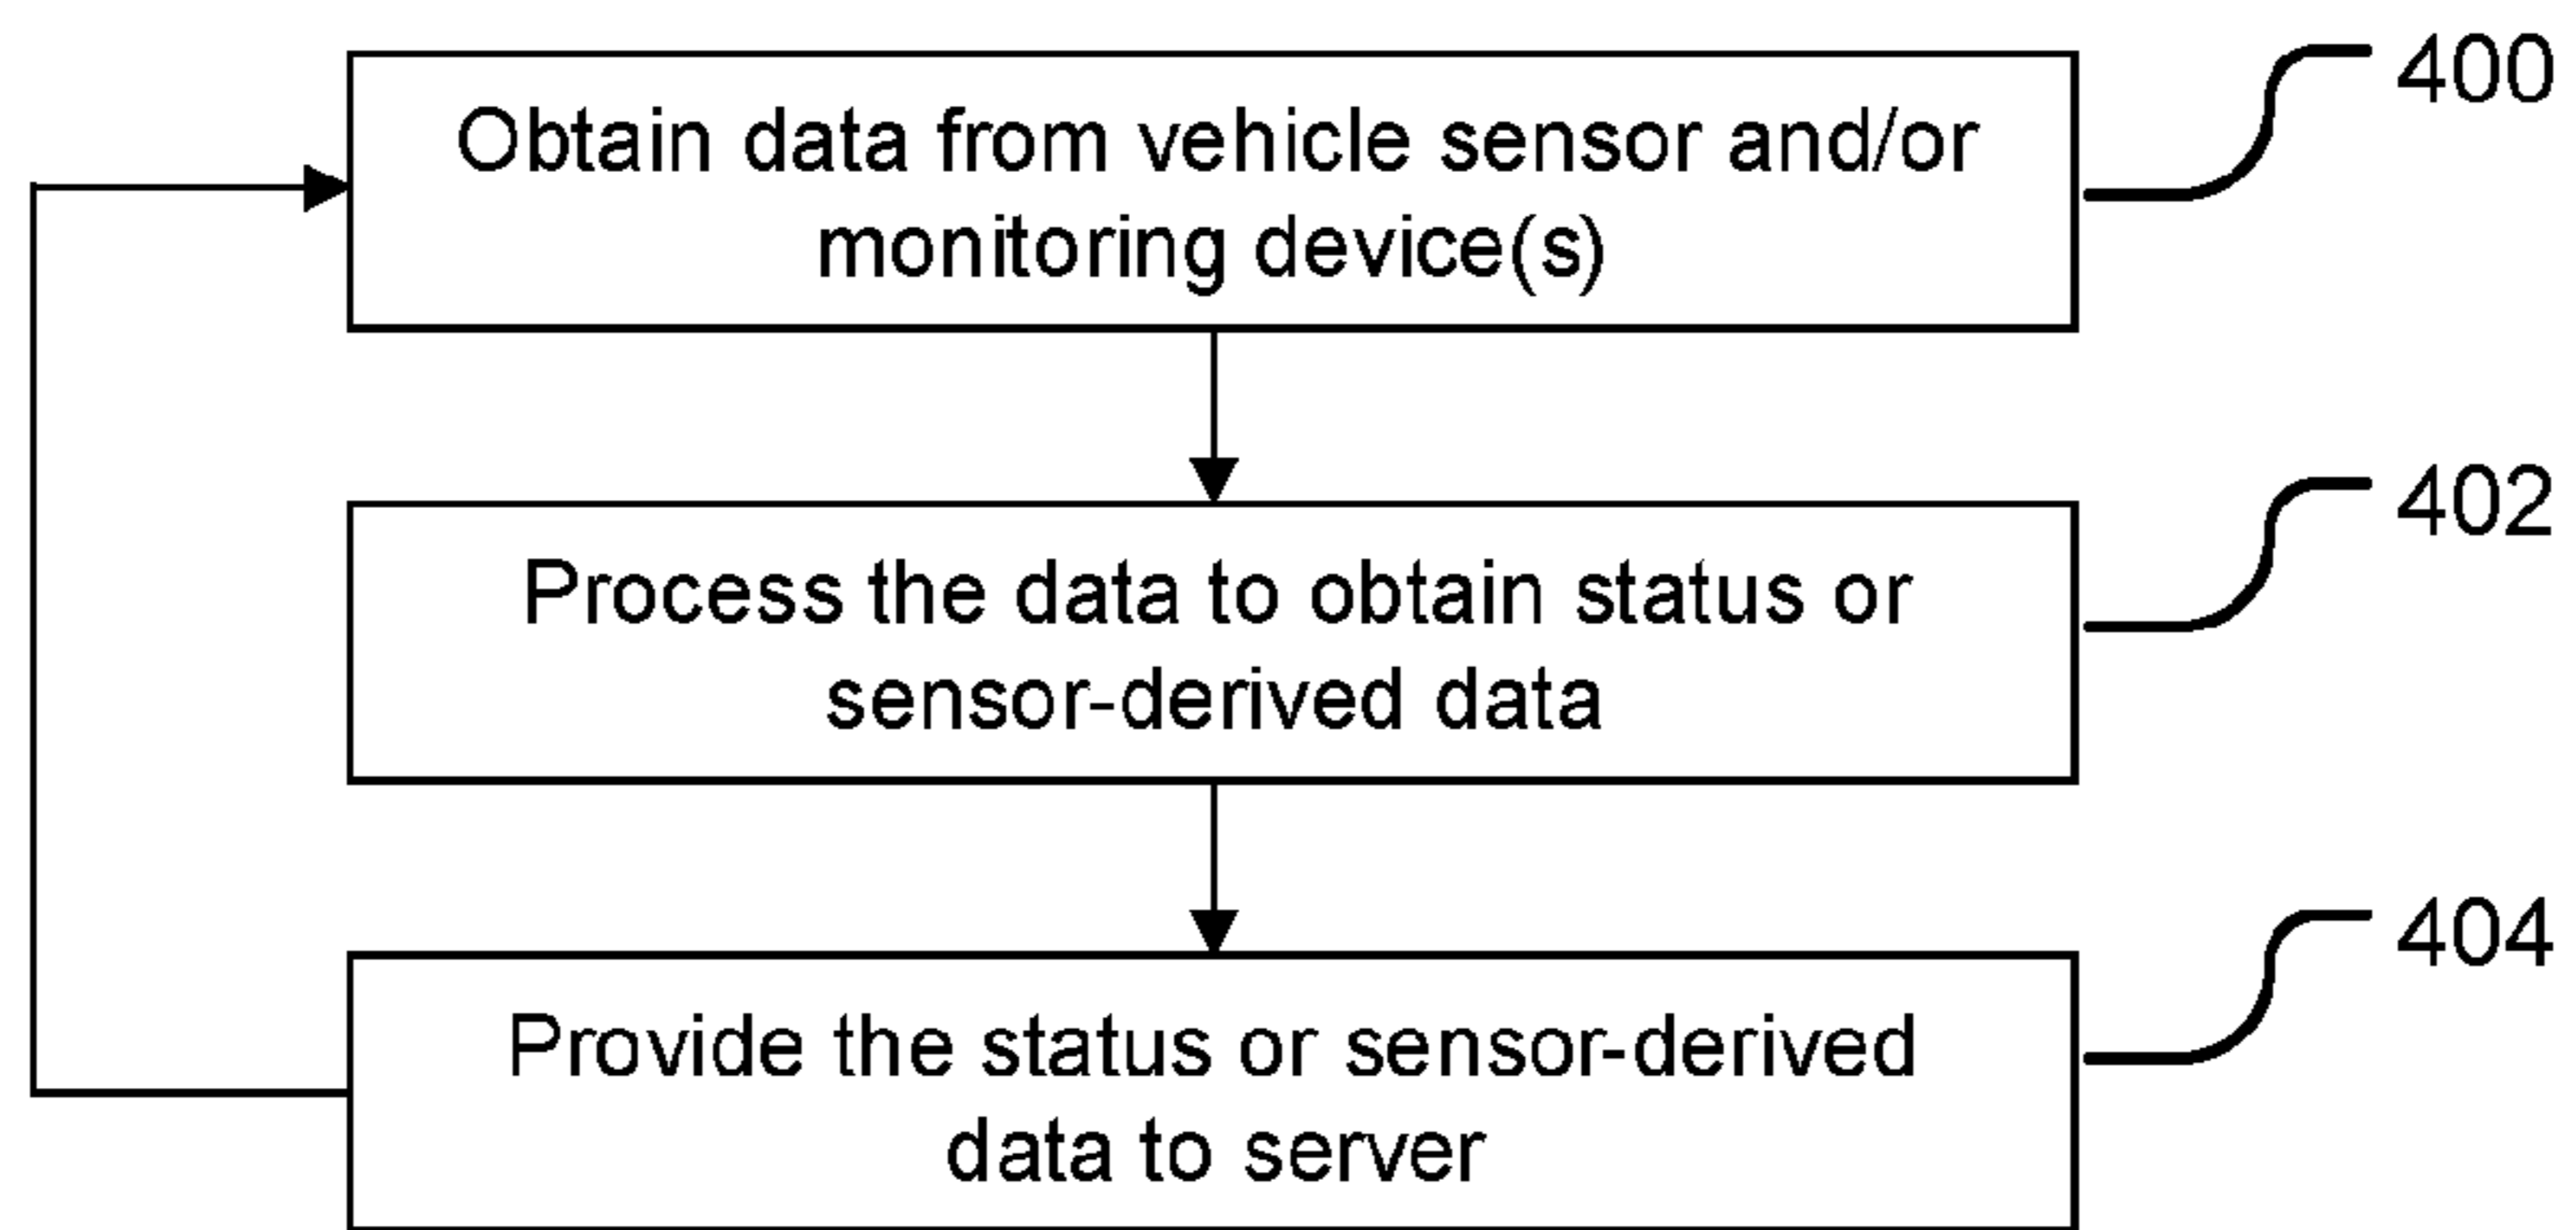 Obtain data from vehicle sensor and/or
monitoring device(s)
400
Process the data to obtain status or
sensor-derived data
402
Provide the status or sensor-derived
data to server
404